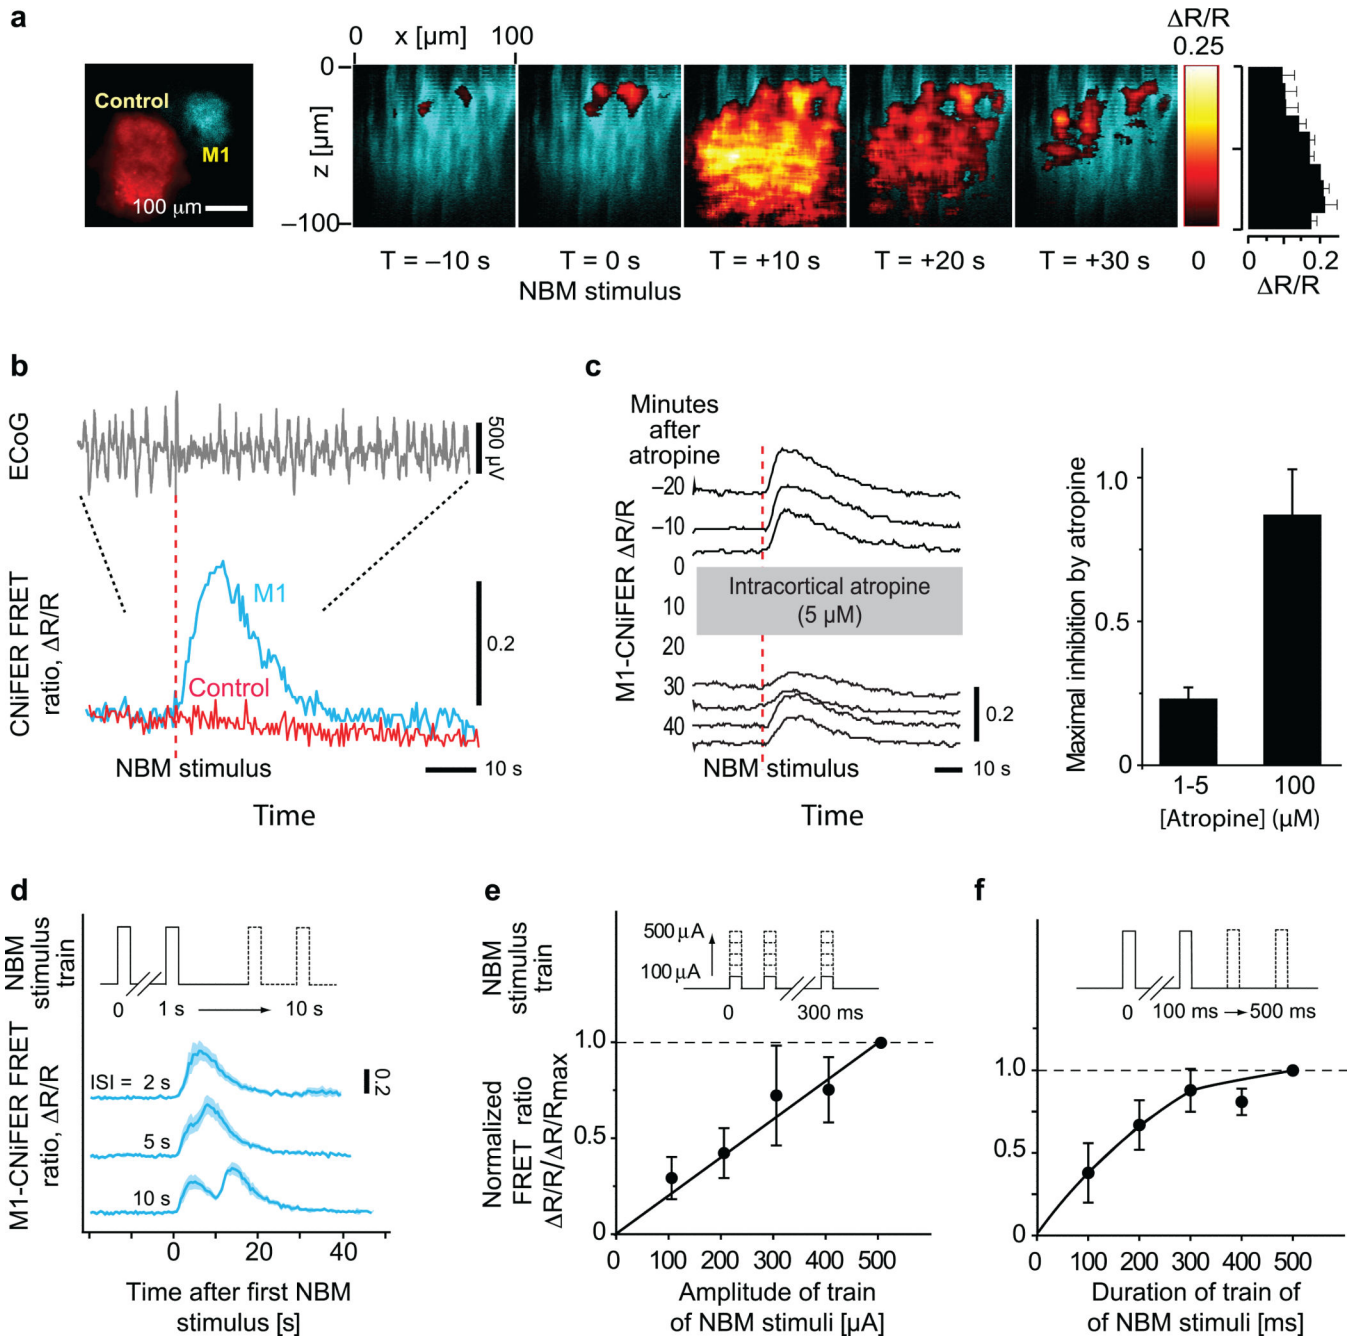 a
Control
M1
100 µm
0 x [µm] 100
0
z [µm]
–100
T = –10 s
T = 0 s
T = +10 s
T = +20 s
T = +30 s
NBM stimulus
ΔR/R
0.25
0
0 0.2
ΔR/R
b
ECoG
500 µV
CNiFER FRET
ratio, ΔR/R
M1
Control
0.2
NBM stimulus
10 s
Time
c
Minutes
after
atropine
M1-CNiFER ΔR/R
–20
–10
0
10
20
30
40
Intracortical atropine
(5 µM)
0.2
NBM stimulus
10 s
Time
Maximal inhibition by atropine
1.0
0.5
0
1-5 100
[Atropine] (µM)
d
NBM
stimulus
train
0 1s 10 s
M1-CNiFER FRET
ratio, ΔR/R
ISI = 2 s
0.2
5 s
10 s
0 20 40
Time after first NBM
stimulus [s]
e
NBM
stimulus
train
500 µA
100 µA
0 300 ms
Normalized
FRET ratio
ΔR/R/ΔR/Rmax
1.0
0.5
0
0 100 200 300 400 500
Amplitude of train
of NBM stimuli [µA]
f
0 100 ms 500 ms
1.0
0.5
0
0 100 200 300 400 500
Duration of train of
of NBM stimuli [ms]